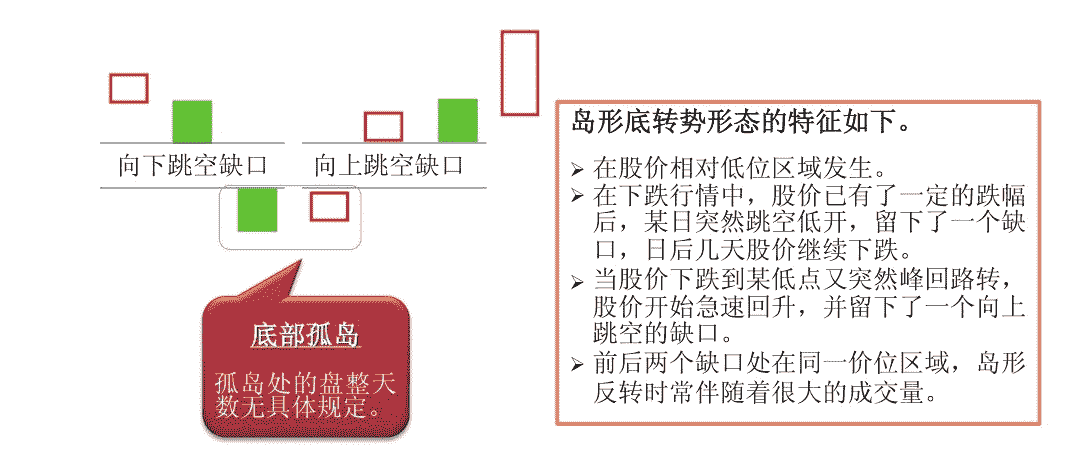 向下跳空缺口
向上跳空缺口
底部孤岛
孤岛处的盘整天
数无具体规定。
岛形底转势形态的特征如下。
➢ 在股价相对低位区域发生。
➢ 在下跌行情中，股价已有了一定的跌幅
后，某日突然跳空低开，留下了一个缺
口，日后几天股价继续下跌。
➢ 当股价下跌到某低点又突然峰回路转，
股价开始急速回升，并留下了一个向上
跳空的缺口。
➢ 前后两个缺口处在同一价位区域，岛形
反转时常伴随着很大的成交量。